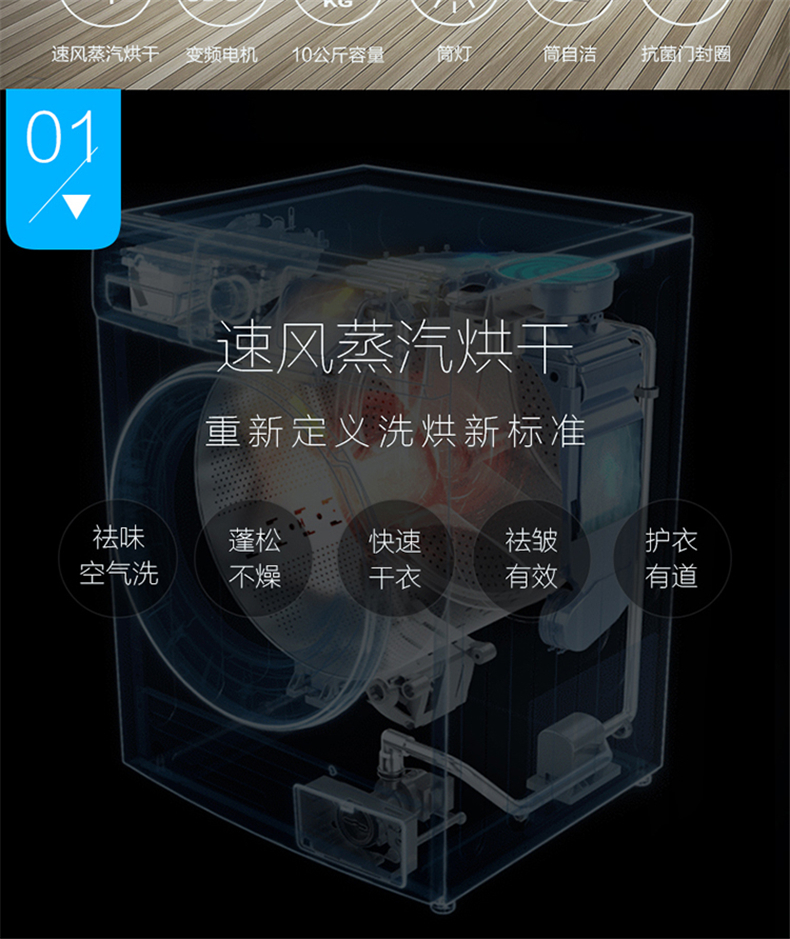 KG
速风蒸汽烘干 变频电机 10公斤容量 筒灯 筒自洁 抗菌门封圈
01
速风蒸汽烘干
重新定义洗烘新标准
祛味 蓬松 快速 祛皱 护衣
空气洗 不燥 干衣 有效 有道